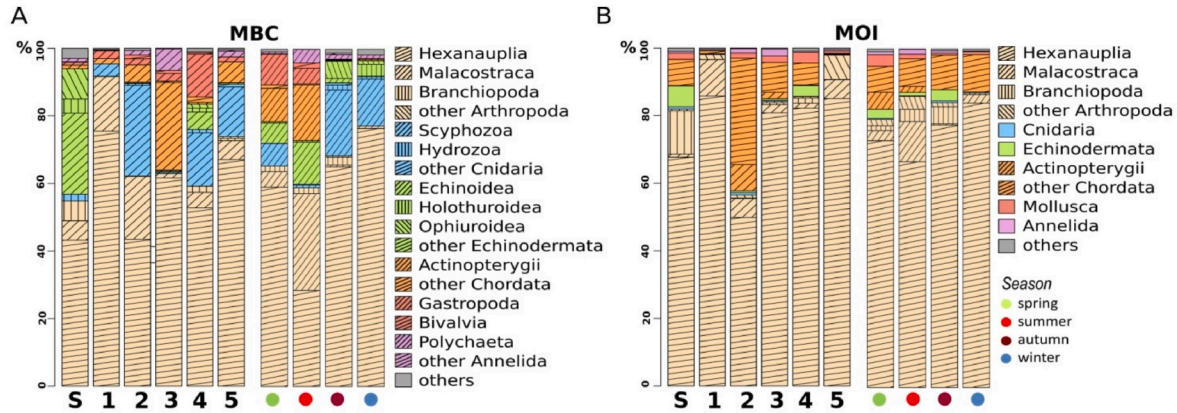 A
MBC
%
100
80
60
40
20
0
S 1 2 3 4 5
Hexanauplia
Malacostraca
Branchiopoda
other Arthropoda
Scyphozoa
Hydrozoa
other Cnidaria
Echinoidea
Holothuroidea
Ophiuroidea
other Echinodermata
Actinopterygii
other Chordata
Gastropoda
Bivalvia
Polychaeta
other Annelida
others
B
MOI
%
100
80
60
40
20
0
S 1 2 3 4 5
Hexanauplia
Malacostraca
Branchiopoda
other Arthropoda
Cnidaria
Echinodermata
Actinopterygii
other Chordata
Mollusca
Annelida
others
Season
spring
summer
autumn
winter